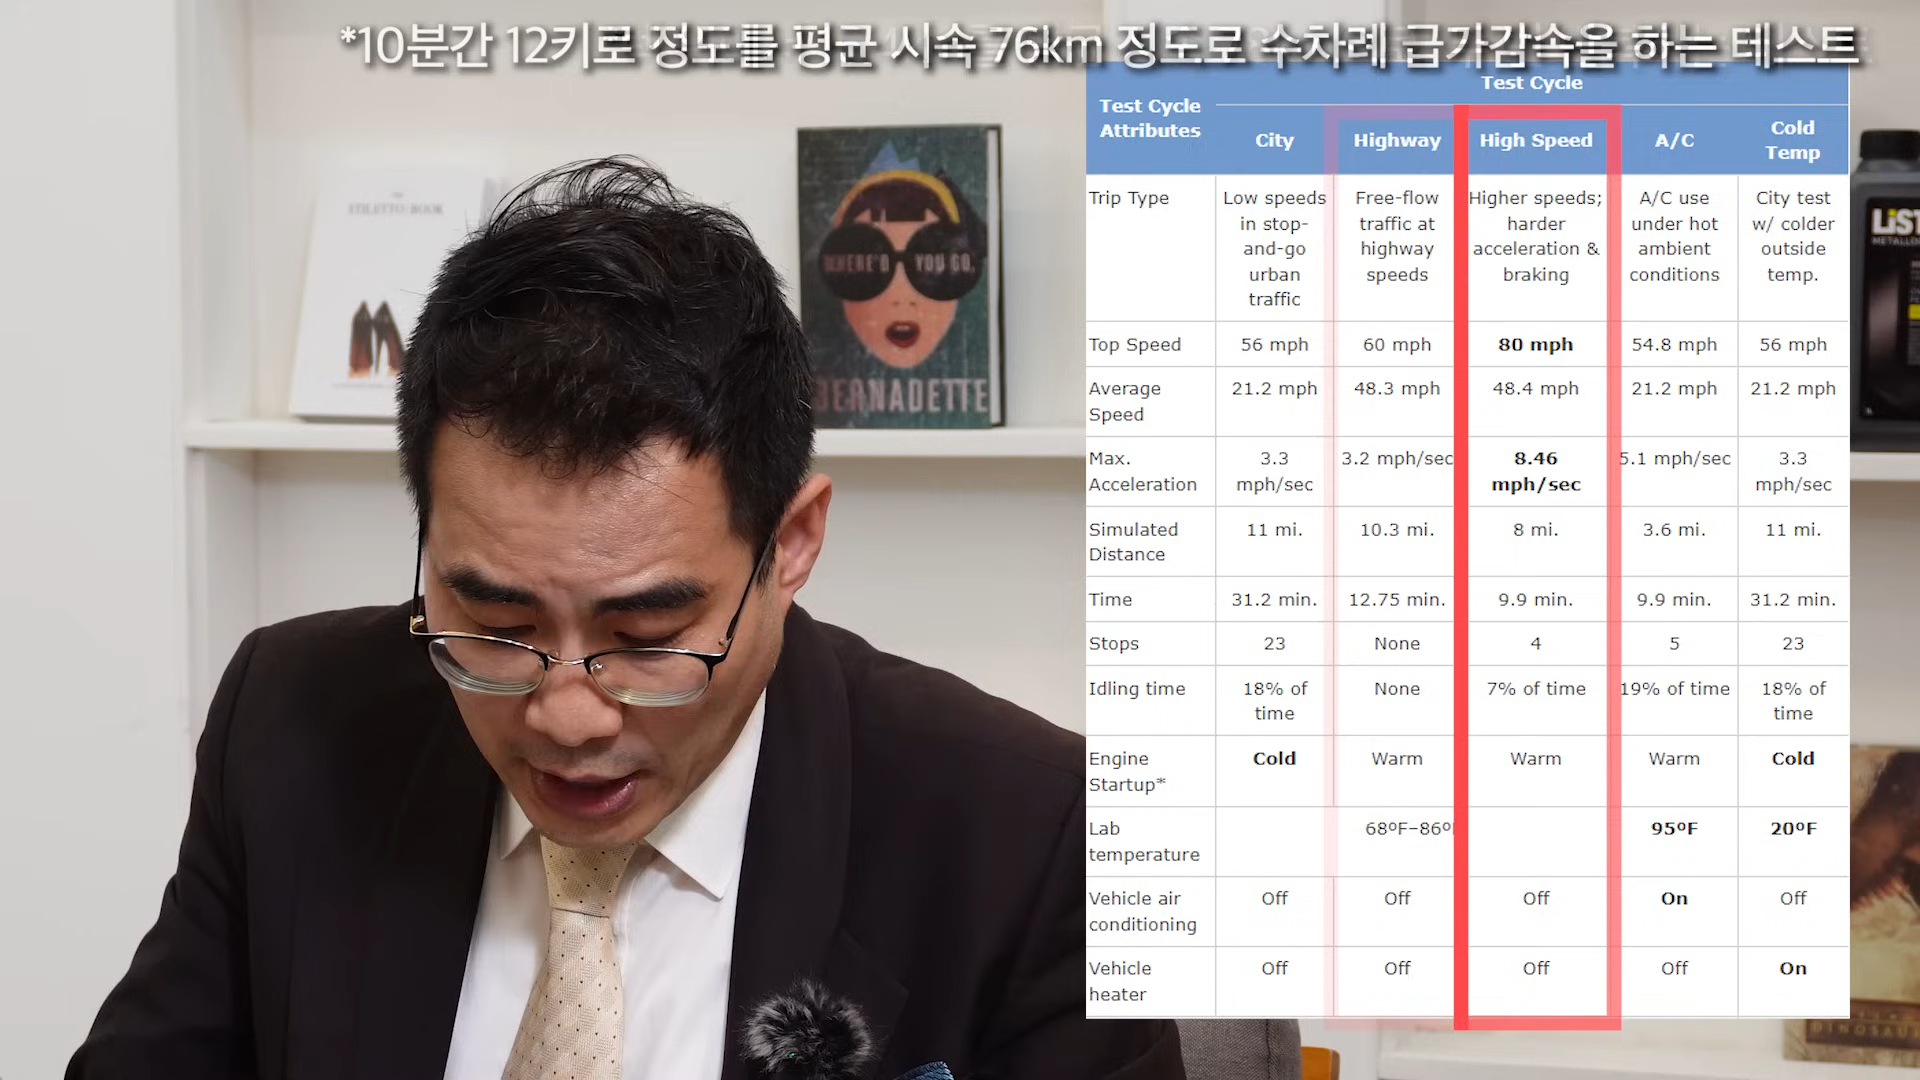 *10분간 12키로 정도를 평균 시속 76km 정도로 수차례 급가감속을 하는 테스트
STILETTO BOOK
WHERE'D YOU GO,
BERNADETTE
Test Cycle Attributes
Test Cycle
City
Highway
High Speed
A/C
Cold Temp
Trip Type
Low speeds in stop-and-go urban traffic
Free-flow traffic at highway speeds
Higher speeds; harder acceleration & braking
A/C use under hot ambient conditions
City test w/ colder outside temp.
Top Speed
56 mph
60 mph
80 mph
54.8 mph
56 mph
Average Speed
21.2 mph
48.3 mph
48.4 mph
21.2 mph
21.2 mph
Max. Acceleration
3.3 mph/sec
3.2 mph/sec
8.46 mph/sec
5.1 mph/sec
3.3 mph/sec
Simulated Distance
11 mi.
10.3 mi.
8 mi.
3.6 mi.
11 mi.
Time
31.2 min.
12.75 min.
9.9 min.
9.9 min.
31.2 min.
Stops
23
None
4
5
23
Idling time
18% of time
None
7% of time
19% of time
18% of time
Engine Startup*
Cold
Warm
Warm
Warm
Cold
Lab temperature
68ºF–86º
95ºF
20ºF
Vehicle air conditioning
Off
Off
Off
On
Off
Vehicle heater
Off
Off
Off
Off
On
LiST
METALLO
DINOSAU